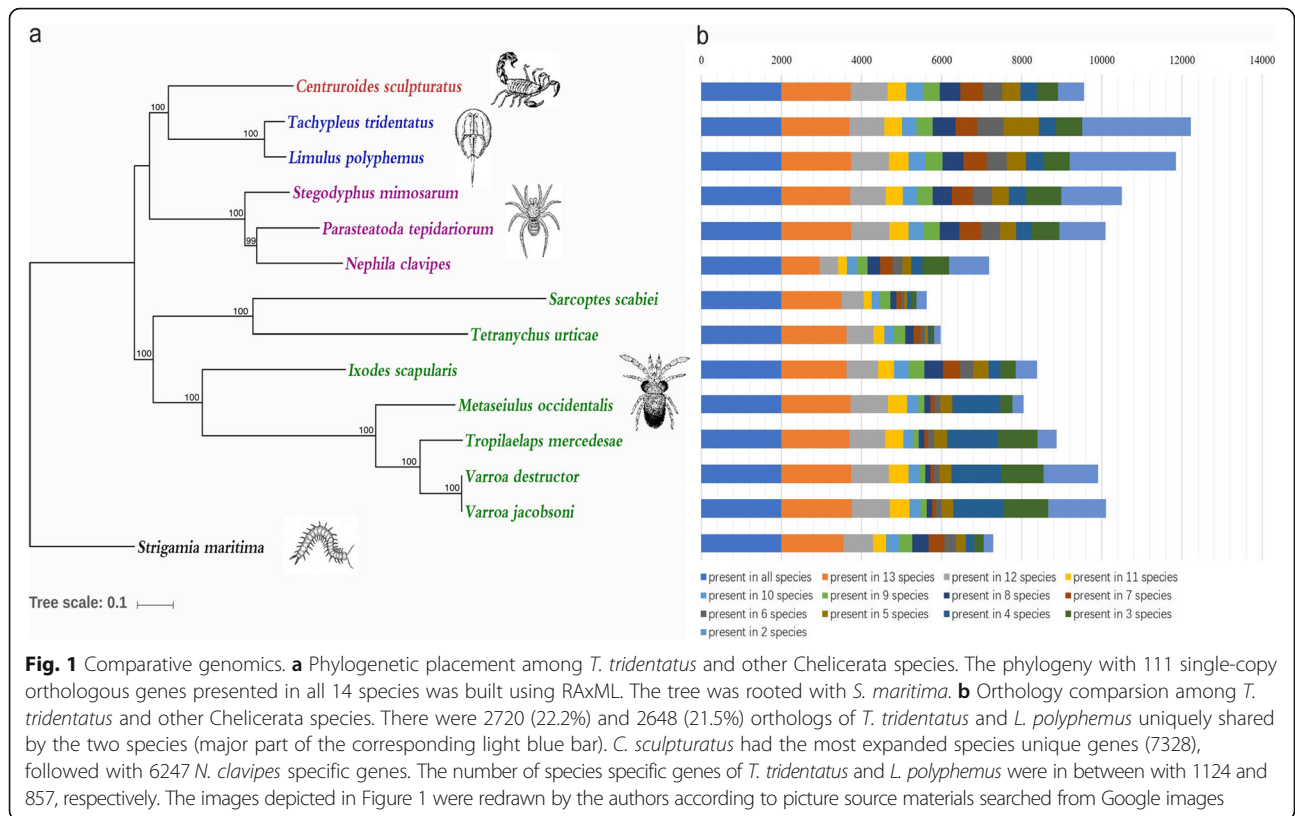 a
100
Centruroides sculpturatus
Tachypleus tridentatus
100
Limulus polyphemus
Stegodyphus mimosarum
100
Parasteatoda tepidariorum
99
Nephila clavipes
Sarcoptes scabiei
100
Tetranychus urticae
100
Ixodes scapularis
100
Metaseiulus occidentalis
100
Tropilaelaps mercedesae
100
Varroa destructor
100
Varroa jacobsoni
Strigamia maritima
Tree scale: 0.1
b
0 2000 4000 6000 8000 10000 12000 14000
present in all species present in 13 species present in 12 species present in 11 species
present in 10 species present in 9 species present in 8 species present in 7 species
present in 6 species present in 5 species present in 4 species present in 3 species
present in 2 species
Fig. 1 Comparative genomics. a Phylogenetic placement among T. tridentatus and other Chelicerata species. The phylogeny with 111 single-copy
orthologous genes presented in all 14 species was built using RAxML. The tree was rooted with S. maritima. b Orthology comparsion among T.
tridentatus and other Chelicerata species. There were 2720 (22.2%) and 2648 (21.5%) orthologs of T. tridentatus and L. polyphemus uniquely shared
by the two species (major part of the corresponding light blue bar). C. sculpturatus had the most expanded species unique genes (7328),
followed with 6247 N. clavipes specific genes. The number of species specific genes of T. tridentatus and L. polyphemus were in between with 1124 and
857, respectively. The images depicted in Figure 1 were redrawn by the authors according to picture source materials searched from Google images